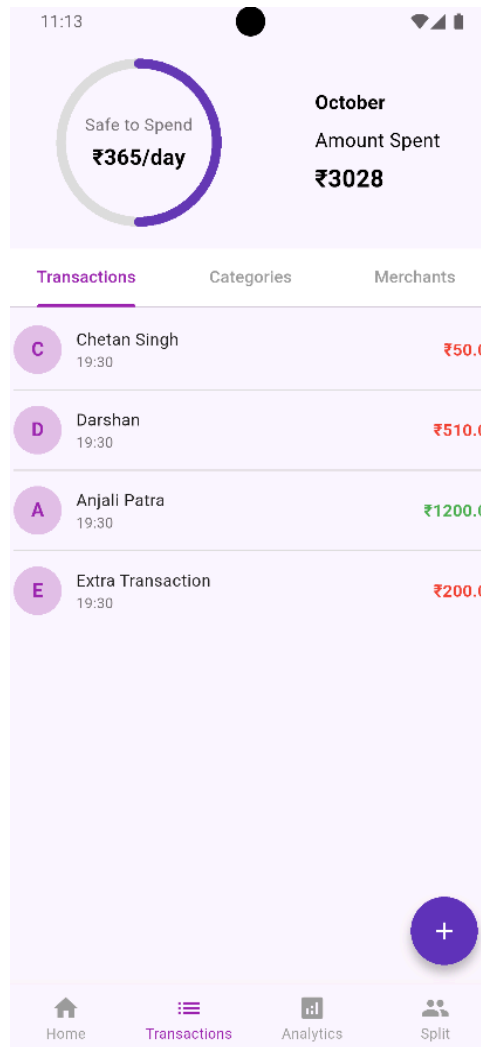 11:13
Safe to Spend
₹365/day
October
Amount Spent
₹3028
Transactions Categories Merchants
C Chetan Singh
19:30
₹50.0
D Darshan
19:30
₹510.0
A Anjali Patra
19:30
₹1200.0
E Extra Transaction
19:30
₹200.0
+
Home Transactions Analytics Split